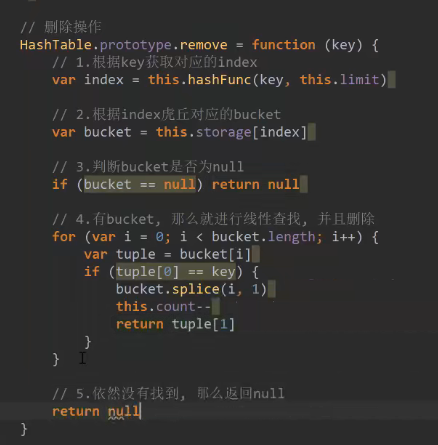 // 删除操作
HashTable.prototype.remove = function (key) {
// 1.根据key获取对应的index
var index = this.hashFunc(key, this.limit)
// 2.根据index虎丘对应的bucket
var bucket = this.storage[index]
// 3.判断bucket是否为null
if (bucket == null) return null
// 4.有bucket, 那么就进行线性查找, 并且删除
for (var i = 0; i < bucket.length; i++) {
var tuple = bucket[i]
if (tuple[0] == key) {
bucket.splice(i, 1)
this.count--
return tuple[1]
}
}
// 5.依然没有找到, 那么返回null
return null
}